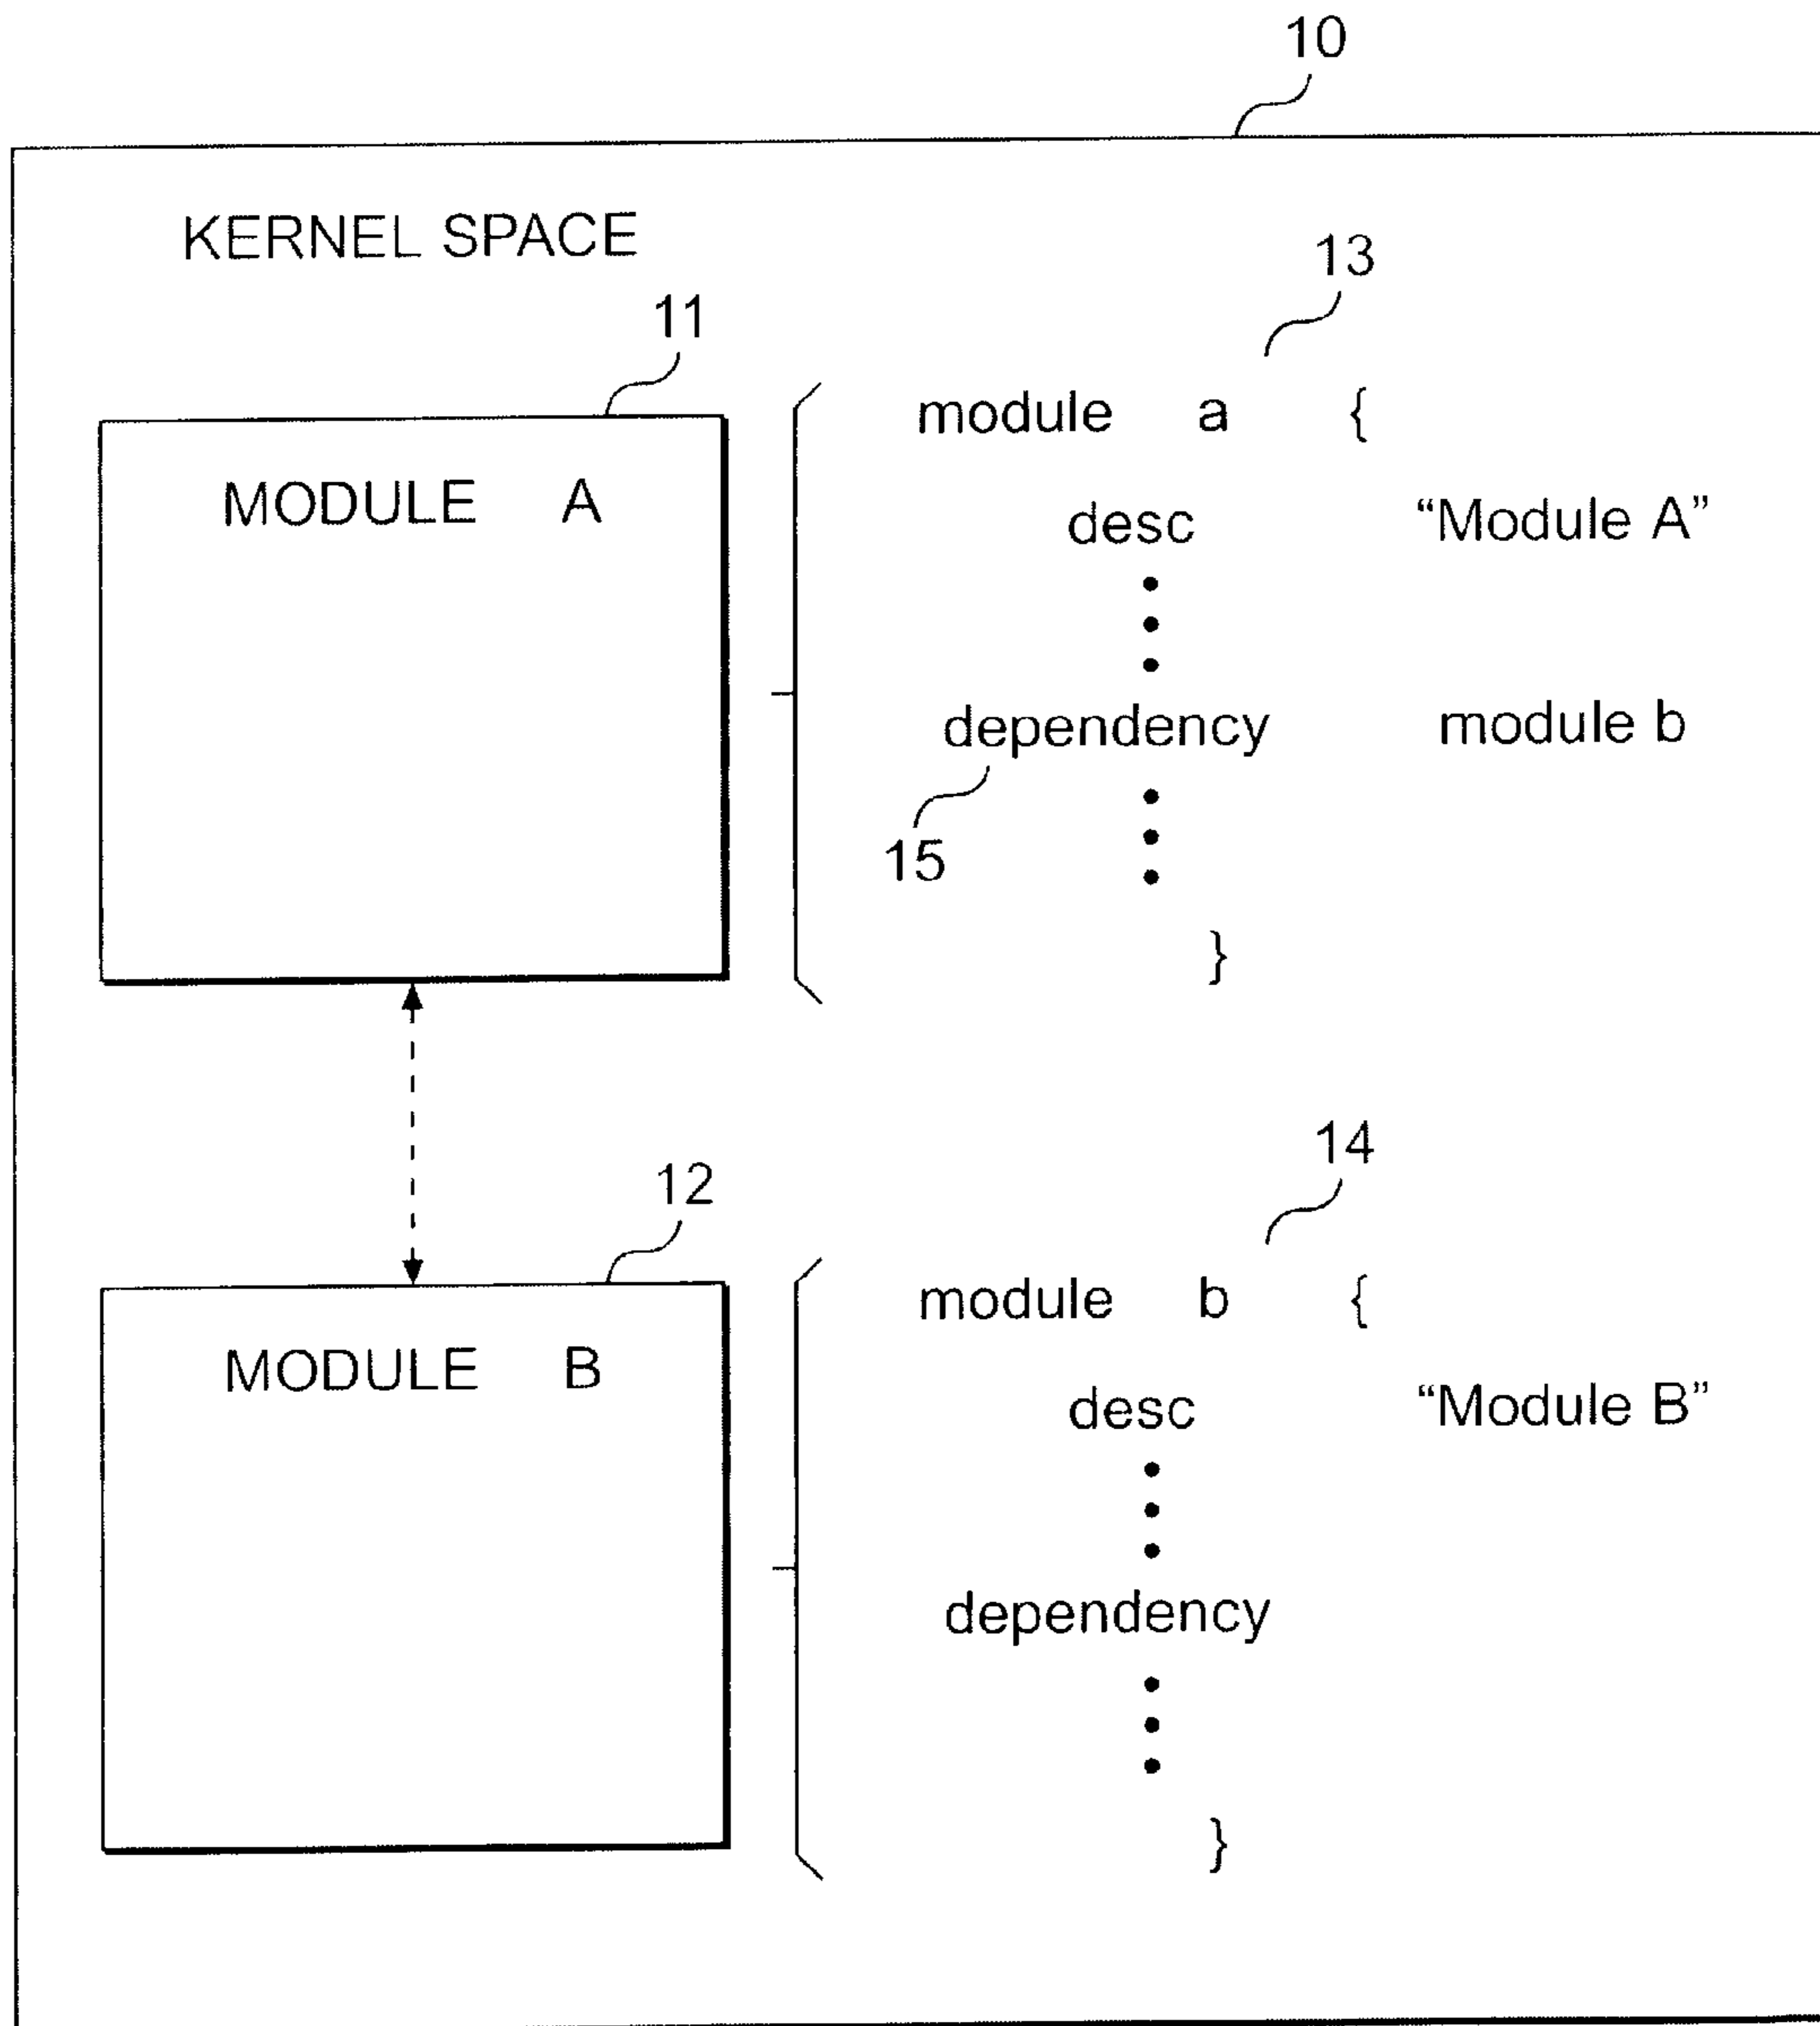 10
KERNEL SPACE
11
MODULE A
13
module a {
desc “Module A”
dependency module b
15
}
12
MODULE B
14
module b {
desc “Module B”
dependency
}